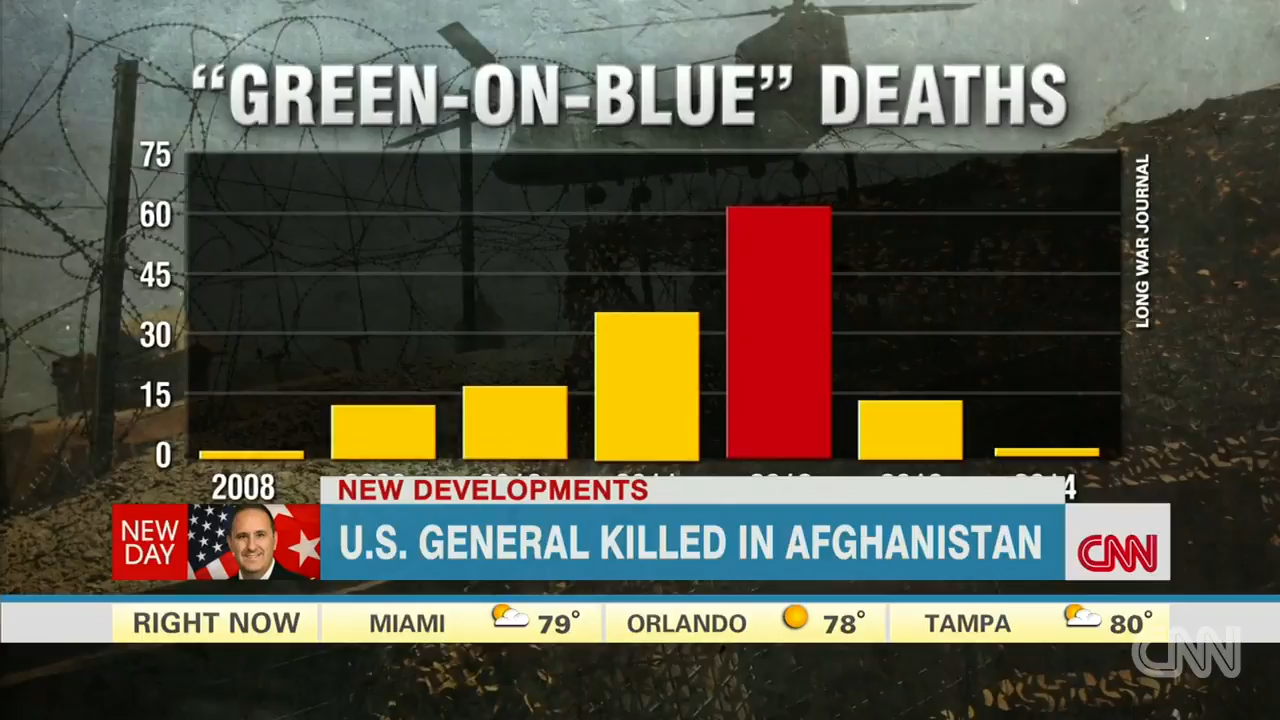 “GREEN-ON-BLUE” DEATHS
75
60
45
30
15
0
LONG WAR JOURNAL
2008
NEW DEVELOPMENTS
NEW
DAY
U.S. GENERAL KILLED IN AFGHANISTAN
CNN
RIGHT NOW MIAMI 79° ORLANDO 78° TAMPA 80°
CNN